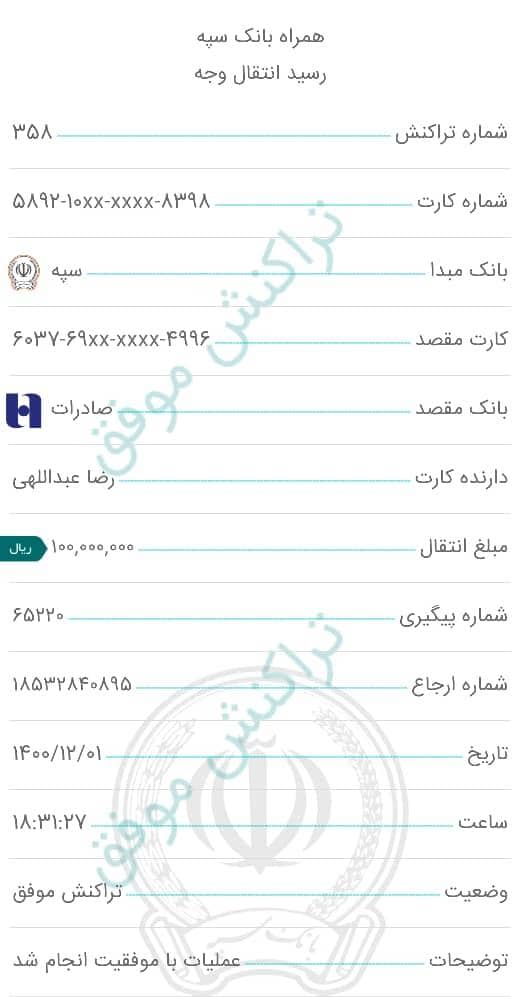 همراه بانک سپه
رسید انتقال وجه
شماره تراکنش ۳۵۸
شماره کارت ۵۸۹۲-۱۰xx-xxxx-۸۳۹۸
بانک مبدا سپه
کارت مقصد ۶۰۳۷-۶۹xx-xxxx-۴۹۹۶
بانک مقصد صادرات
دارنده کارت رضا عبداللهی
مبلغ انتقال ۱۰۰,۰۰۰,۰۰۰ ریال
شماره پیگیری ۶۵۲۲۰
شماره ارجاع ۱۸۵۳۲۸۴۰۸۹۵
تاریخ ۱۴۰۰/۱۲/۰۱
ساعت ۱۸:۳۱:۲۷
وضعیت تراکنش موفق
توضیحات عملیات با موفقیت انجام شد
تراکنش موفق
تراکنش موفق
بانک سپه